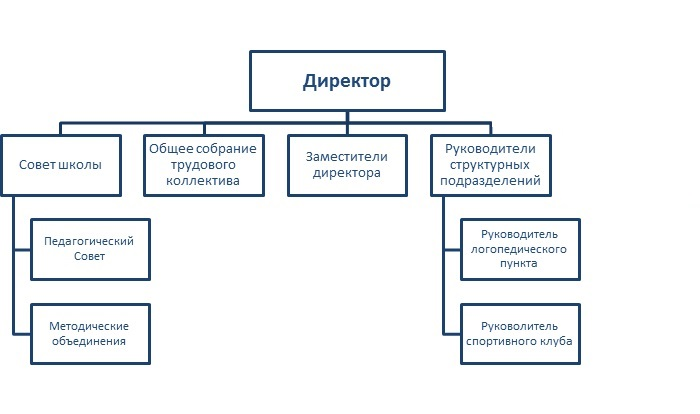 Директор
Совет школы
Общее собрание
трудового
коллектива
Заместители
директора
Руководители
структурных
подразделений
Педагогический
Совет
Методические
объединения
Руководитель
логопедического
пункта
Руковолитель
спортивного клуба